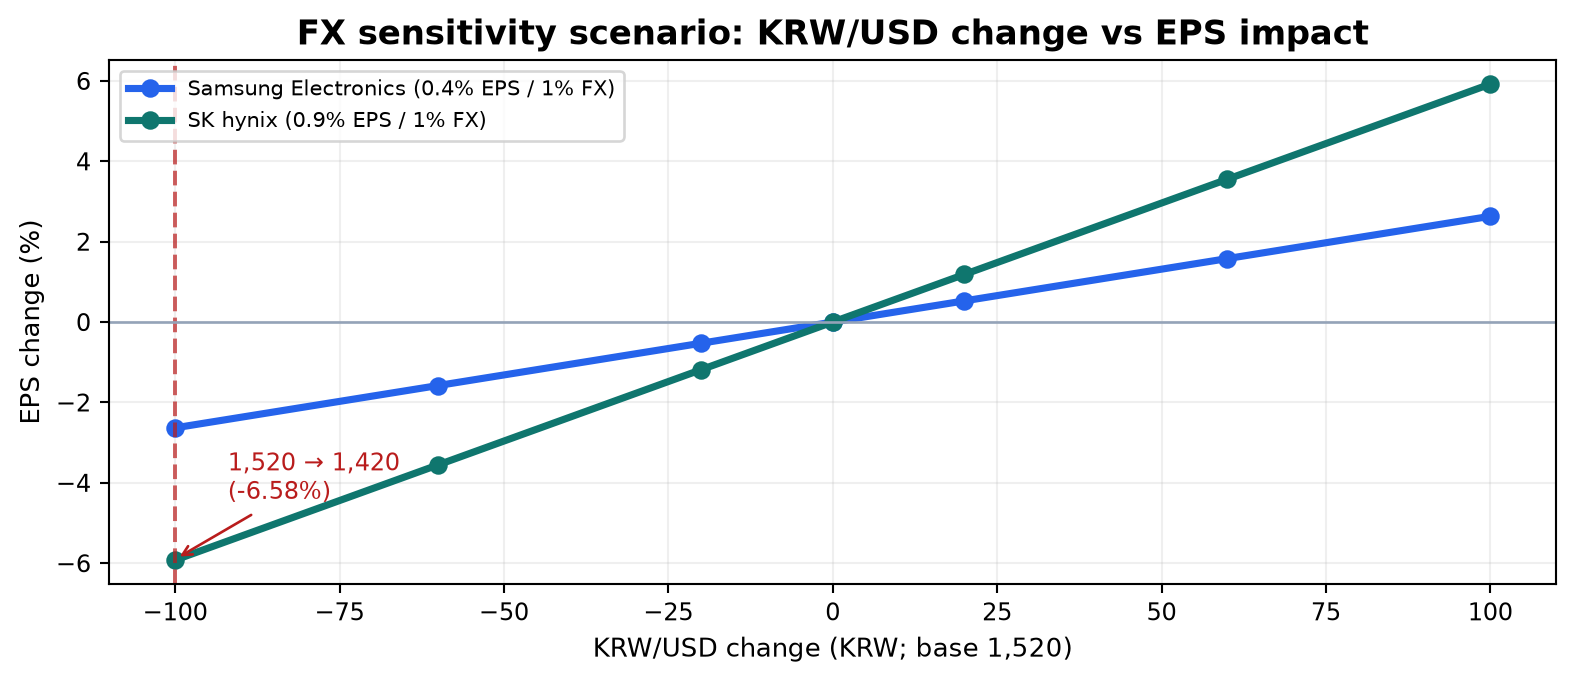 FX sensitivity scenario: KRW/USD change vs EPS impact
Samsung Electronics (0.4% EPS / 1% FX)
SK hynix (0.9% EPS / 1% FX)
EPS change (%)
6
4
2
0
−2
−4
−6
1,520 → 1,420
(-6.58%)
−100 −75 −50 −25 0 25 50 75 100
KRW/USD change (KRW; base 1,520)